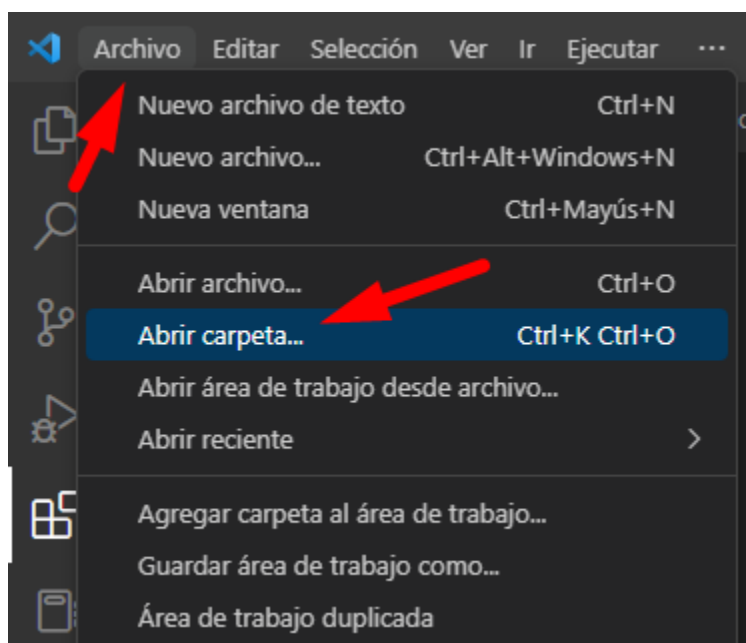 Archivo Editar Selección Ver Ir Ejecutar ...
Nuevo archivo de texto Ctrl+N
Nuevo archivo... Ctrl+Alt+Windows+N
Nueva ventana Ctrl+Mayús+N
Abrir archivo... Ctrl+O
Abrir carpeta... Ctrl+K Ctrl+O
Abrir área de trabajo desde archivo...
Abrir reciente
Agregar carpeta al área de trabajo...
Guardar área de trabajo como...
Área de trabajo duplicada